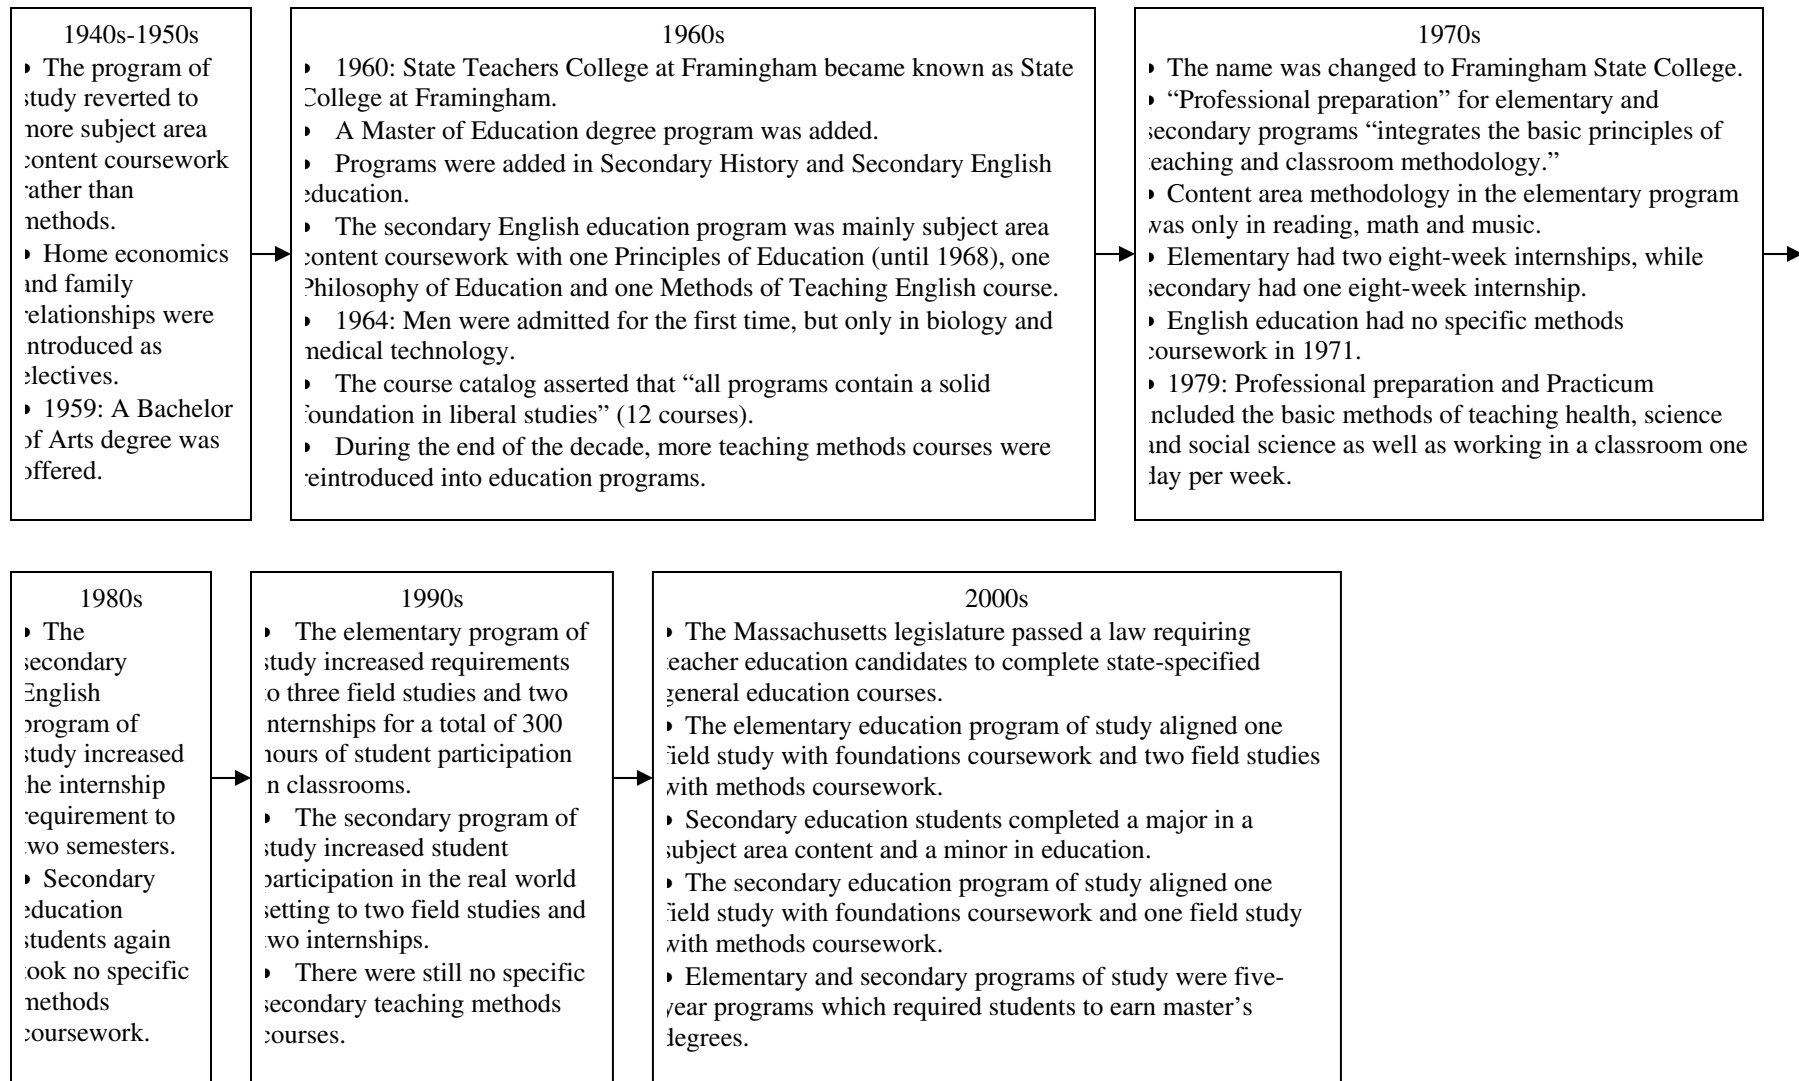 1940s-1950s
• The program of
study reverted to
more subject area
content coursework
rather than
methods.
• Home economics
and family
relationships were
introduced as
electives.
• 1959: A Bachelor
of Arts degree was
offered.
1960s
• 1960: State Teachers College at Framingham became known as State
College at Framingham.
• A Master of Education degree program was added.
• Programs were added in Secondary History and Secondary English
education.
• The secondary English education program was mainly subject area
content coursework with one Principles of Education (until 1968), one
Philosophy of Education and one Methods of Teaching English course.
• 1964: Men were admitted for the first time, but only in biology and
medical technology.
• The course catalog asserted that “all programs contain a solid
foundation in liberal studies” (12 courses).
• During the end of the decade, more teaching methods courses were
reintroduced into education programs.
1970s
• The name was changed to Framingham State College.
• “Professional preparation” for elementary and
secondary programs “integrates the basic principles of
teaching and classroom methodology.”
• Content area methodology in the elementary program
was only in reading, math and music.
• Elementary had two eight-week internships, while
secondary had one eight-week internship.
• English education had no specific methods
coursework in 1971.
• 1979: Professional preparation and Practicum
included the basic methods of teaching health, science
and social science as well as working in a classroom one
day per week.
1980s
• The
secondary
English
program of
study increased
the internship
requirement to
two semesters.
• Secondary
education
students again
took no specific
methods
coursework.
1990s
• The elementary program of
study increased requirements
to three field studies and two
internships for a total of 300
hours of student participation
in classrooms.
• The secondary program of
study increased student
participation in the real world
setting to two field studies and
two internships.
• There were still no specific
secondary teaching methods
courses.
2000s
• The Massachusetts legislature passed a law requiring
teacher education candidates to complete state-specified
general education courses.
• The elementary education program of study aligned one
field study with foundations coursework and two field studies
with methods coursework.
• Secondary education students completed a major in a
subject area content and a minor in education.
• The secondary education program of study aligned one
field study with foundations coursework and one field study
with methods coursework.
• Elementary and secondary programs of study were five-
year programs which required students to earn master’s
degrees.